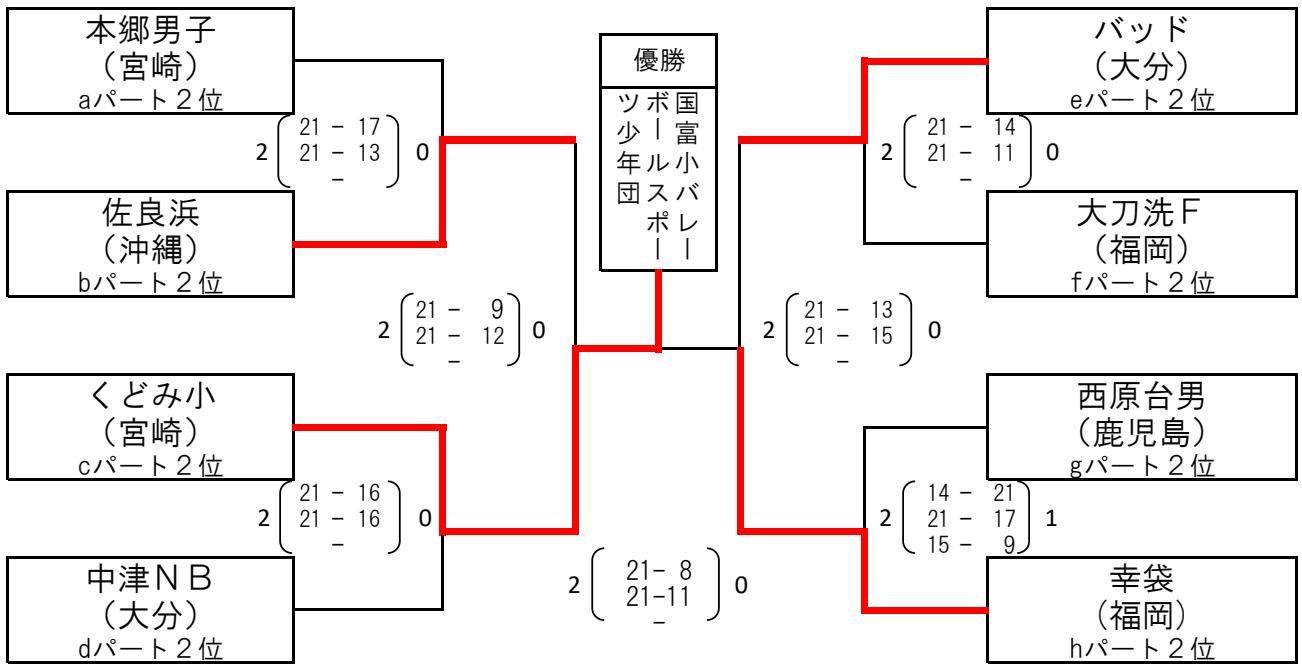 本郷男子
（宮崎）
aパート２位
2 21 － 17 0
21 － 13
－
佐良浜
（沖縄）
bパート２位
2 21 － 9 0
21 － 12
－
くどみ小
（宮崎）
cパート２位
2 21 － 16 0
21 － 16
－
中津ＮＢ
（大分）
dパート２位
優勝
国富小バレー
ボールスポー
ツ少年団
2 21－ 8 0
21－11
－
バッド
（大分）
eパート２位
2 21 － 14 0
21 － 11
－
大刀洗Ｆ
（福岡）
fパート２位
2 21 － 13 0
21 － 15
－
西原台男
（鹿児島）
gパート２位
2 14 － 21 1
21 － 17
15 － 9
幸袋
（福岡）
hパート２位